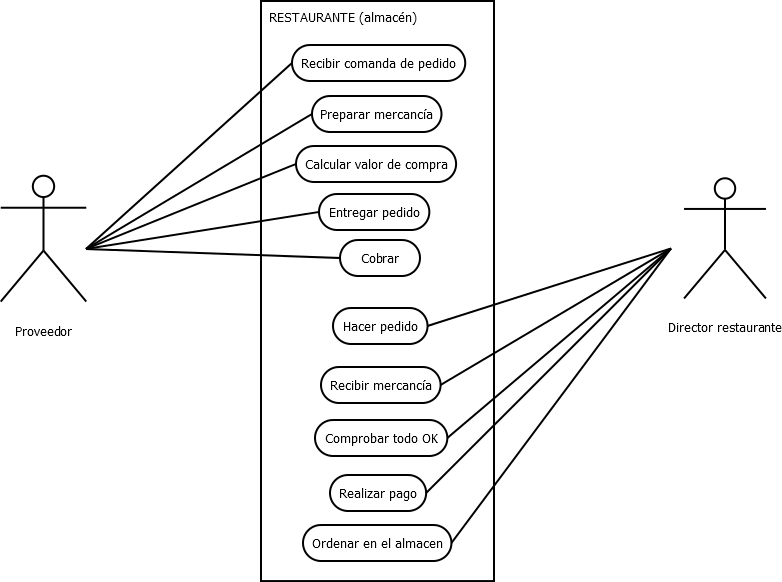 RESTAURANTE (almacén)
Recibir comanda de pedido
Preparar mercancía
Calcular valor de compra
Entregar pedido
Cobrar
Proveedor
Hacer pedido
Director restaurante
Recibir mercancía
Comprobar todo OK
Realizar pago
Ordenar en el almacen